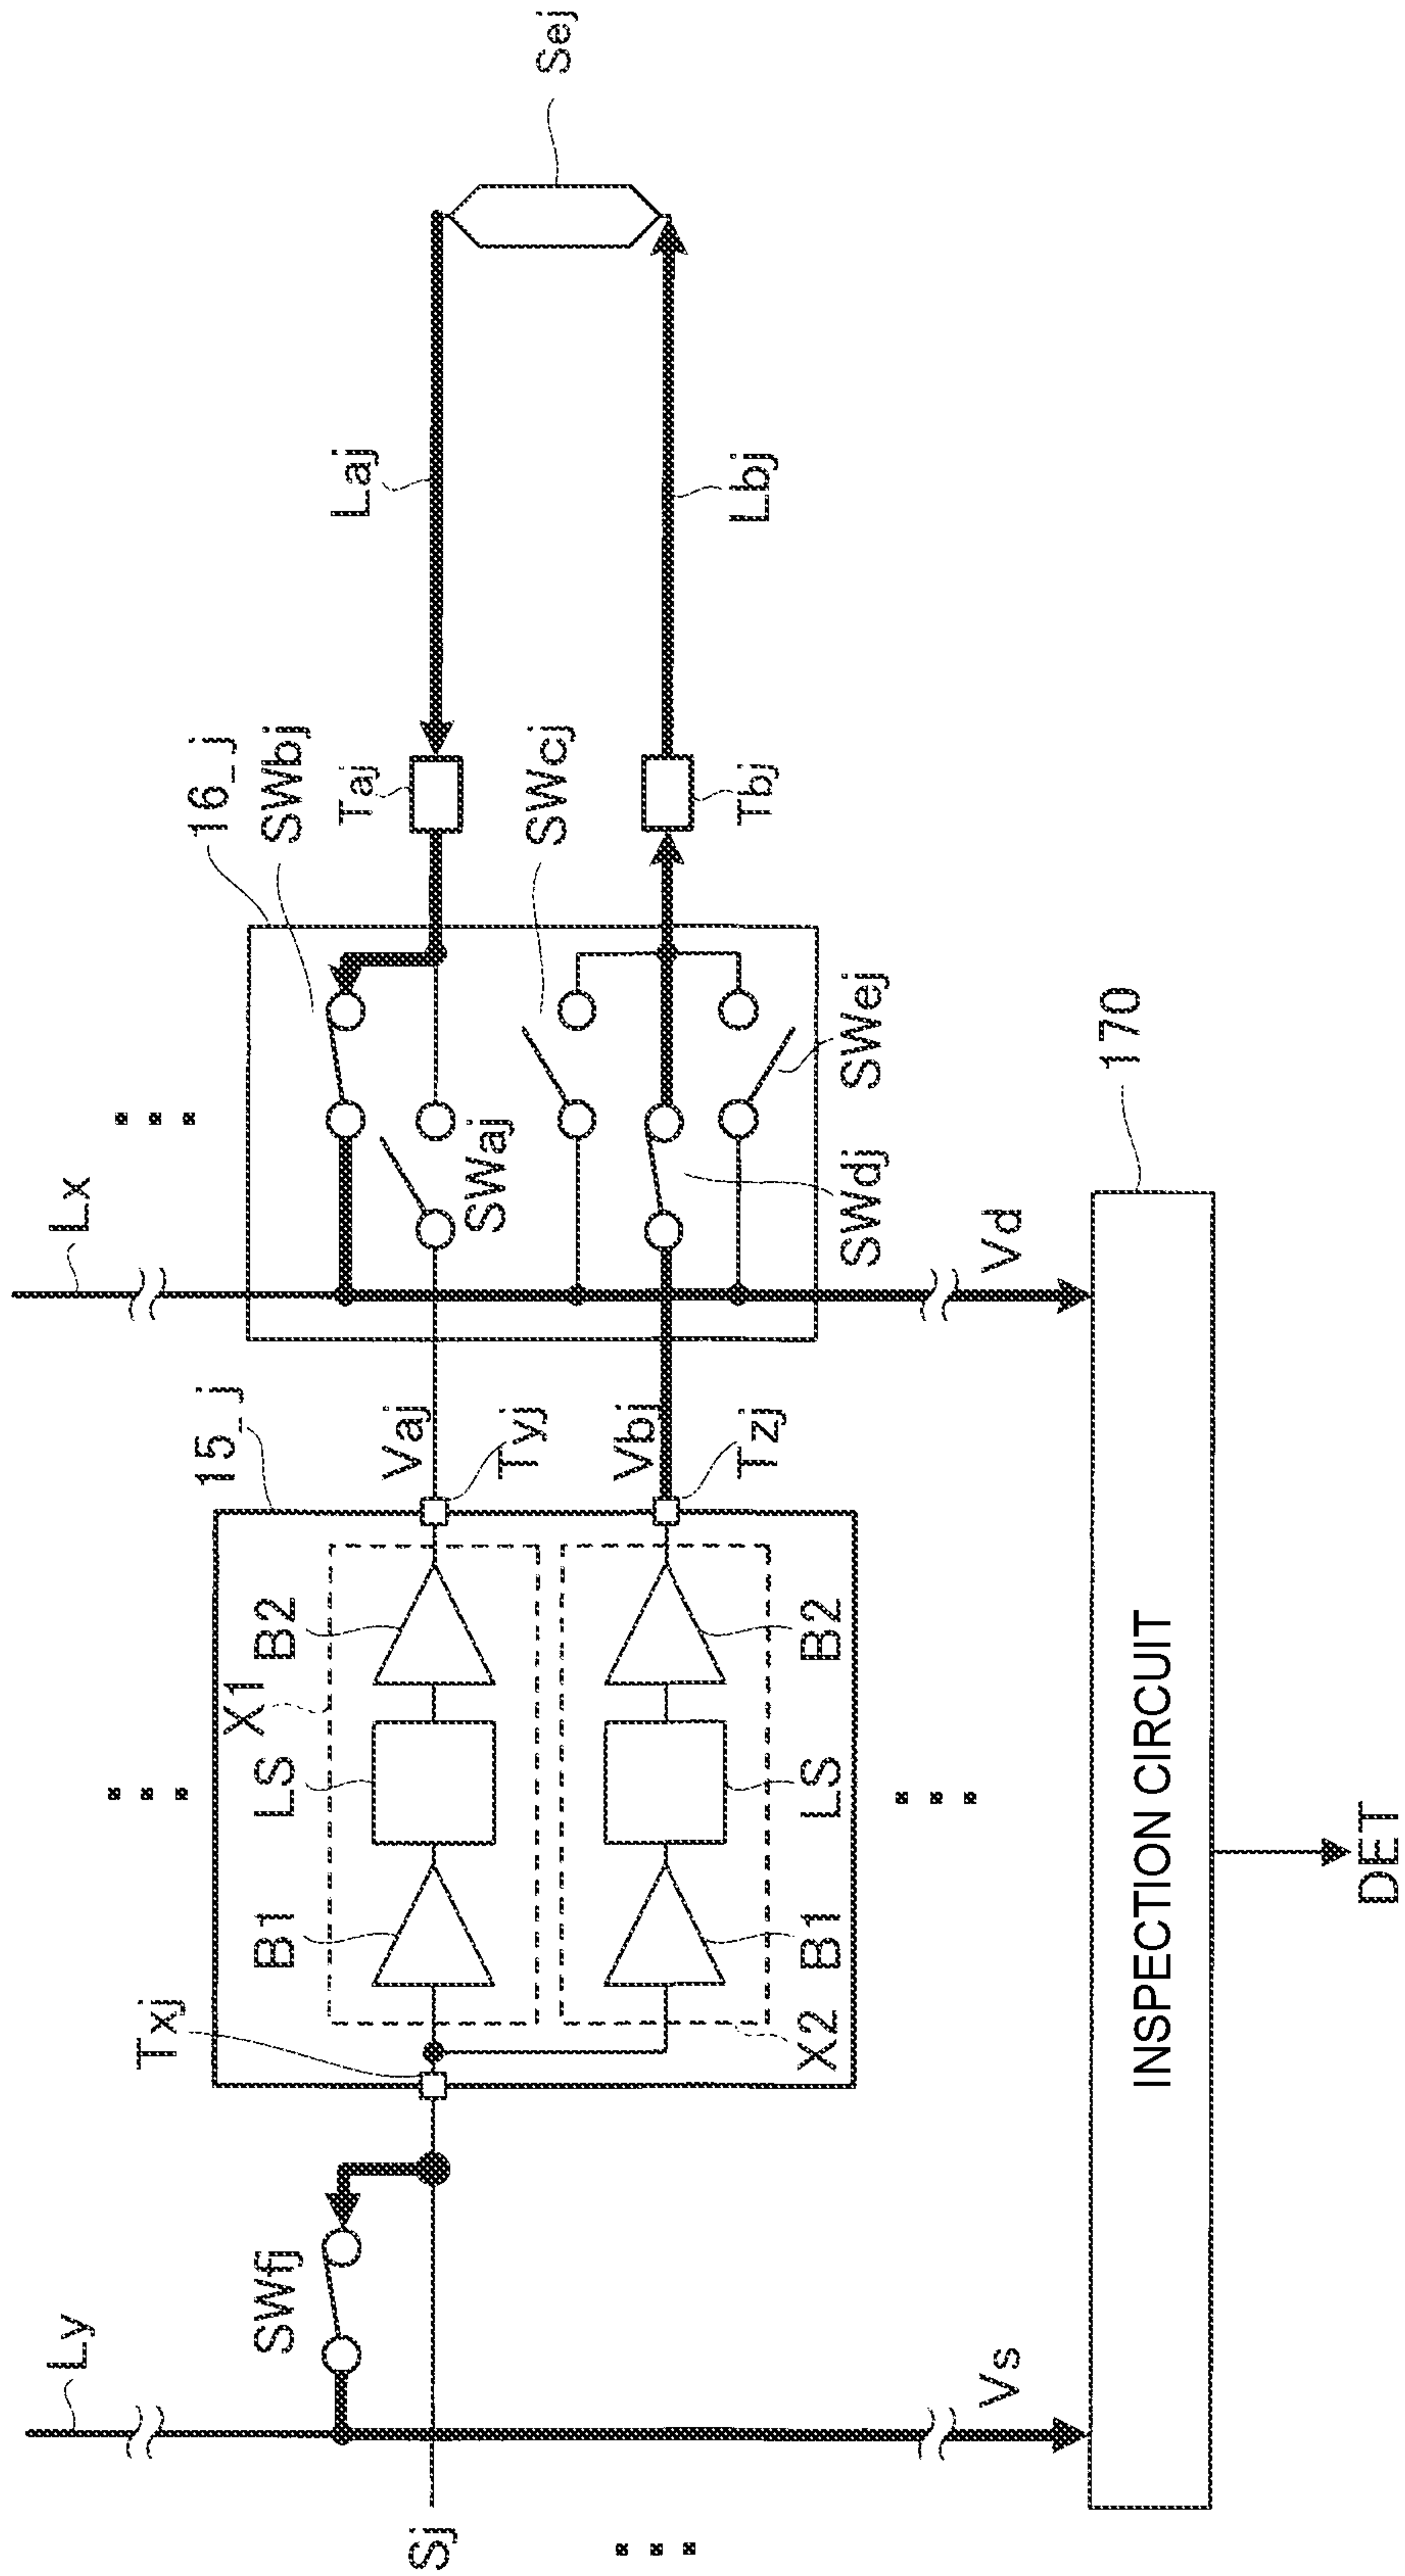 Ly
Lx
SWfj
Txj
15_j
X1
B1
LS
B2
16_j
SWbj
Taj
Laj
Sej
Vaj
Tyj
SWaj
SWcj
Sj
X2
B1
LS
B2
Vbj
Tzj
SWdj
SWej
Tbj
Lbj
Vs
Vd
170
INSPECTION CIRCUIT
DET